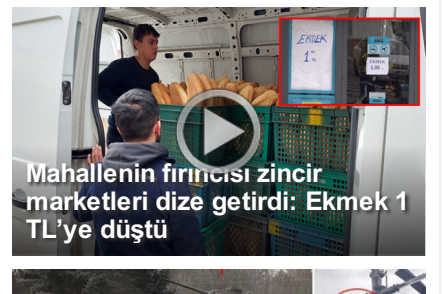 EKMEK
1=
EKMEK
Mahallenin fırıncısı zincir
marketleri dize getirdi: Ekmek 1
TL'ye düştü